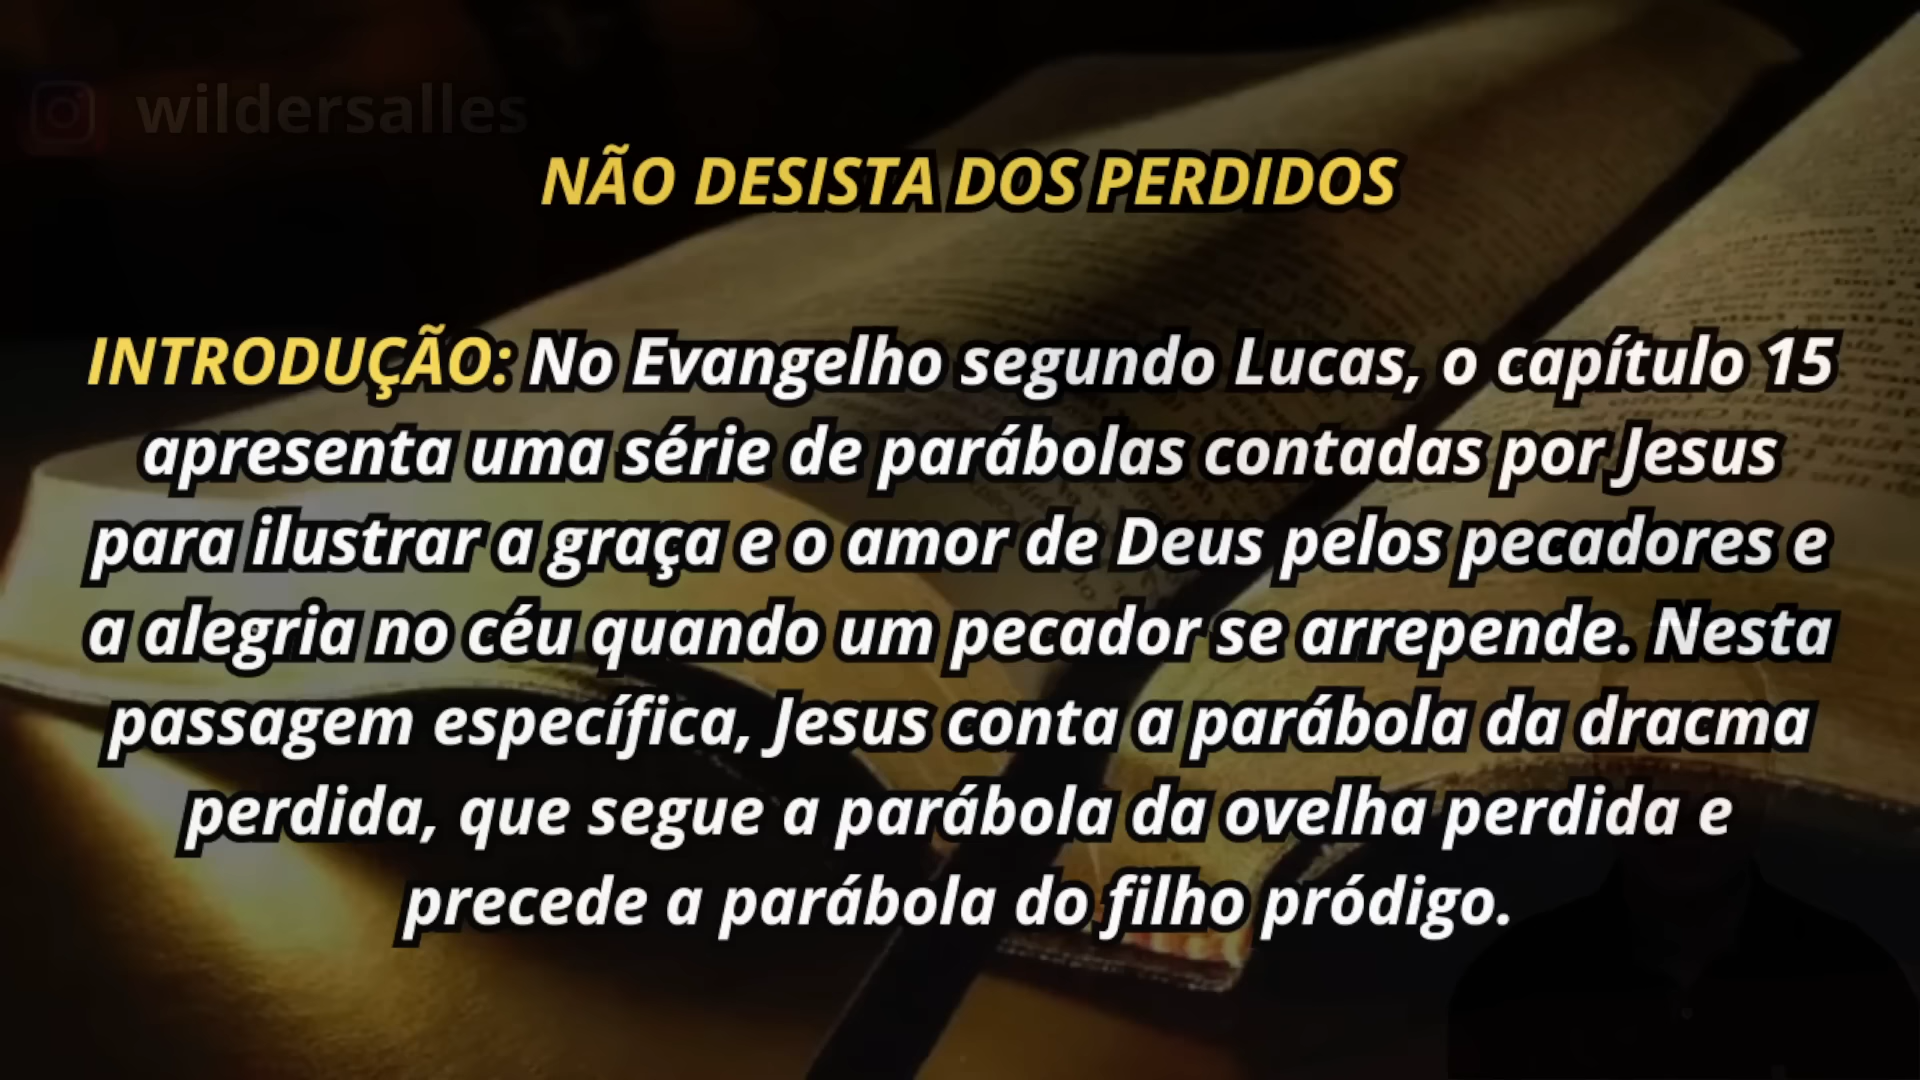 wildersalles
NÃO DESISTA DOS PERDIDOS
INTRODUÇÃO: No Evangelho segundo Lucas, o capítulo 15
apresenta uma série de parábolas contadas por Jesus
para ilustrar a graça e o amor de Deus pelos pecadores e
a alegria no céu quando um pecador se arrepende. Nesta
passagem específica, Jesus conta a parábola da dracma
perdida, que segue a parábola da ovelha perdida e
precede a parábola do filho pródigo.